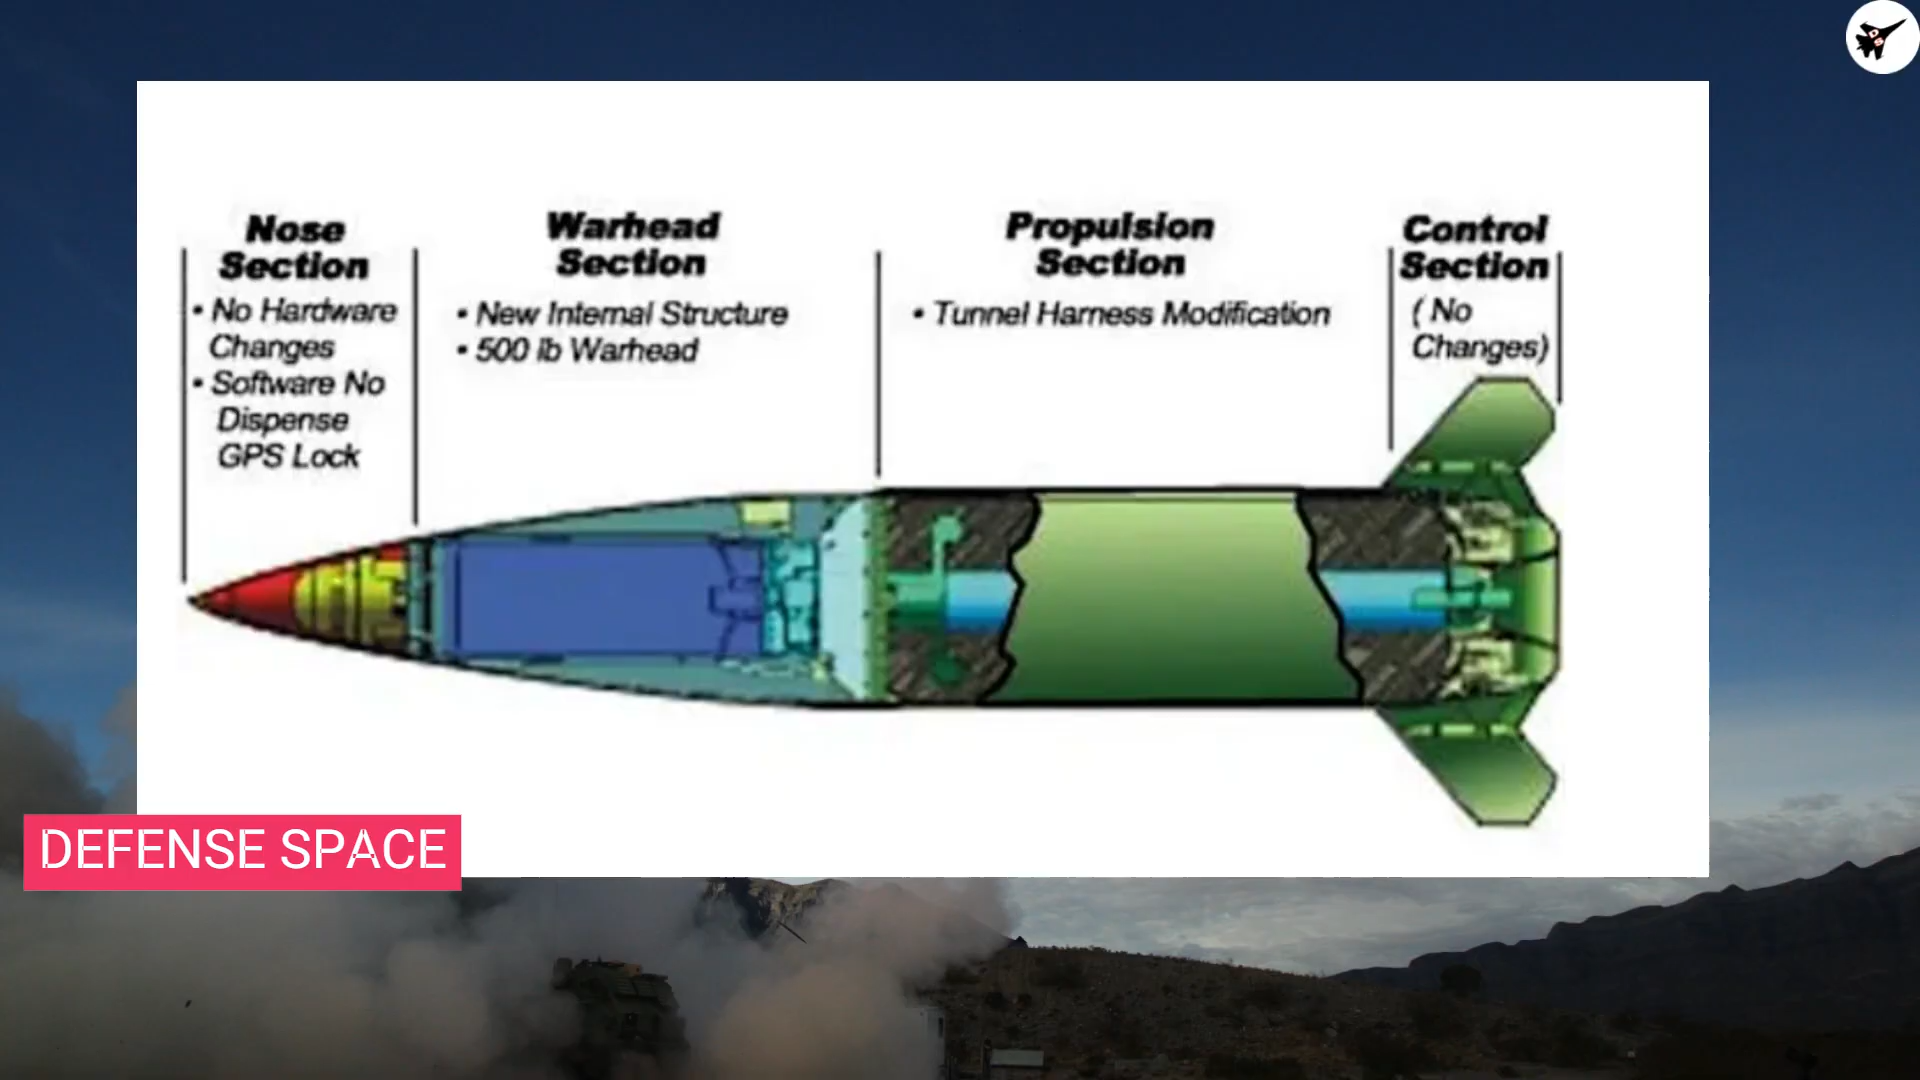 Nose
Section
• No Hardware
Changes
• Software No
Dispense
GPS Lock
Warhead
Section
• New Internal Structure
• 500 lb Warhead
Propulsion
Section
• Tunnel Harness Modification
Control
Section
( No
Changes)
DEFENSE SPACE